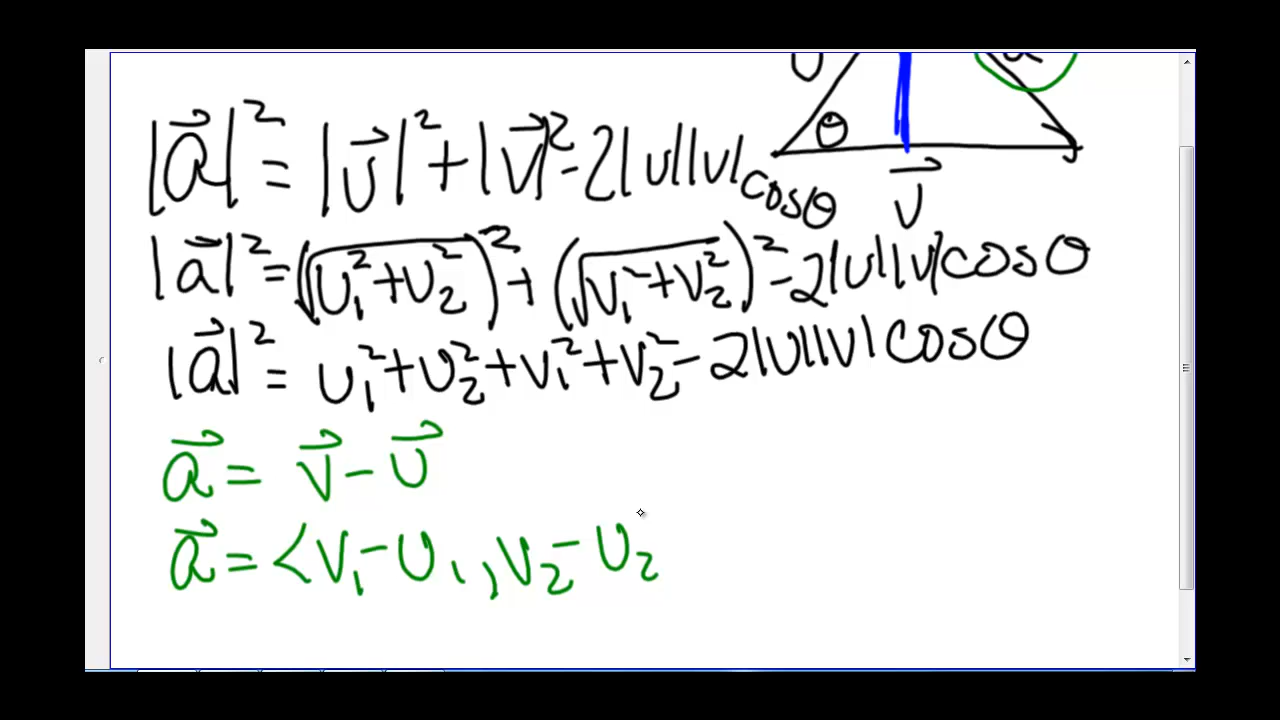 U
a
θ
|a⃗|² = |u⃗|² + |v⃗|² - 2|u||v| cosθ
v⃗
|a⃗|² = (√(u₁² + u₂²))² + (√(v₁² + v₂²))² - 2|u||v| cosθ
|a⃗|² = u₁² + u₂² + v₁² + v₂² - 2|u||v| cosθ
a⃗ = v⃗ - u⃗
a⃗ = <v₁ - u₁, v₂ - u₂